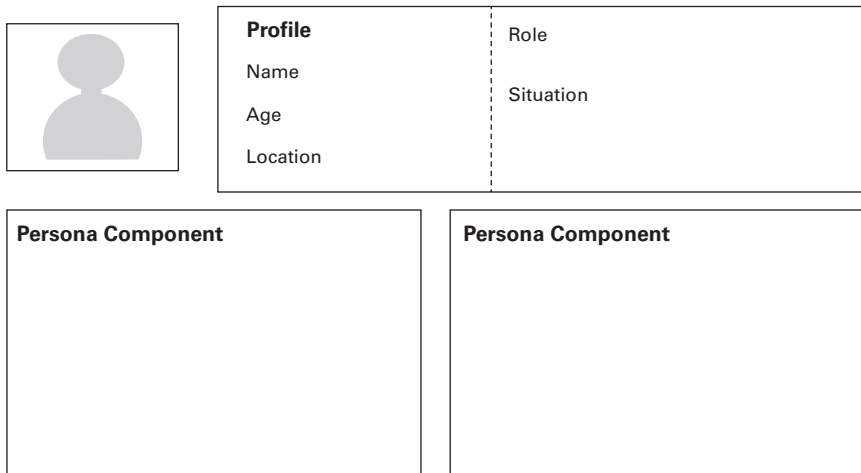 Profile
Name
Age
Location
Role
Situation
Persona Component
Persona Component